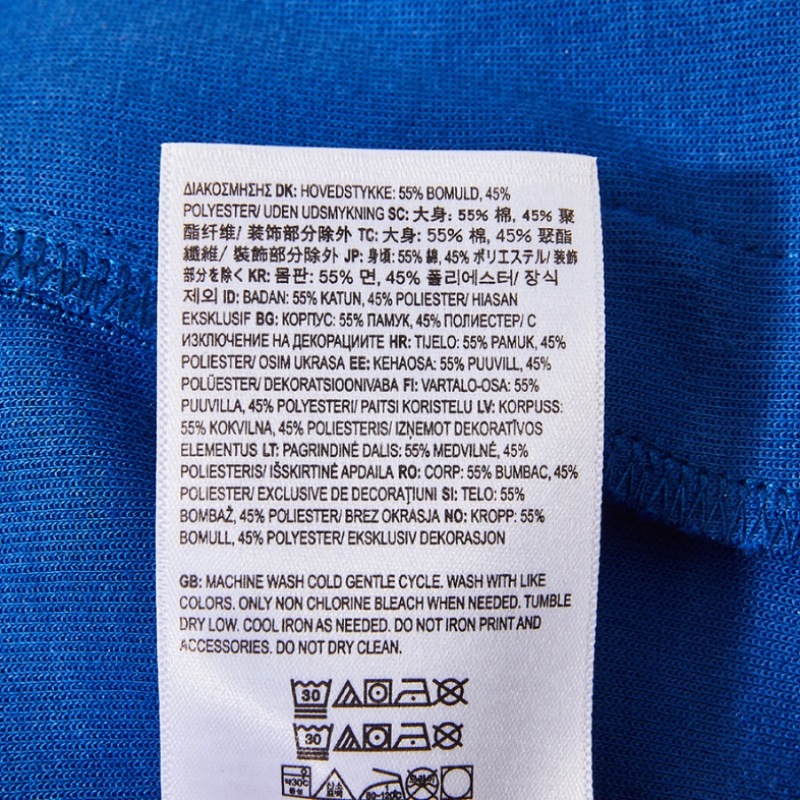 ΔΙΑΚΟΣΜΗΣΗΣ DK: HOVEDSTYKKE: 55% BOMULD, 45%
POLYESTER/ UDEN UDSMYKNING SC: 大身: 55% 棉, 45% 聚
酯纤维/ 装饰部分除外 TC: 大身: 55% 棉, 45% 聚酯
纖維/ 裝飾部分除外 JP: 身頃: 55% 綿, 45% ポリエステル/ 装飾
部分を除く KR: 몸판: 55% 면, 45% 폴리에스터/ 장식
제외 ID: BADAN: 55% KATUN, 45% POLIESTER/ HIASAN
EKSKLUSIF BG: КОРПУС: 55% ПАМУК, 45% ПОЛИЕСТЕР/ С
ИЗКЛЮЧЕНИЕ НА ДЕКОРАЦИИТЕ HR: TIJELO: 55% PAMUK, 45%
POLIESTER/ OSIM UKRASA EE: KEHAOSA: 55% PUUVILL, 45%
POLÜESTER/ DEKORATSIOONIVABA FI: VARTALO-OSA: 55%
PUUVILLA, 45% POLYESTERI/ PAITSI KORISTELU LV: KORPUSS:
55% KOKVILNA, 45% POLIESTERIS/ IZŅEMOT DEKORATĪVOS
ELEMENTUS LT: PAGRINDINĖ DALIS: 55% MEDVILNĖ, 45%
POLIESTERIS/ IŠSKIRTINĖ APDAILA RO: CORP: 55% BUMBAC, 45%
POLIESTER/ EXCLUSIVE DE DECORAȚIUNI SI: TELO: 55%
BOMBAŽ, 45% POLIESTER/ BREZ OKRASJA NO: KROPP: 55%
BOMULL, 45% POLYESTER/ EKSKLUSIV DEKORASJON
GB: MACHINE WASH COLD GENTLE CYCLE. WASH WITH LIKE
COLORS. ONLY NON CHLORINE BLEACH WHEN NEEDED. TUMBLE
DRY LOW. COOL IRON AS NEEDED. DO NOT IRON PRINT AND
ACCESSORIES. DO NOT DRY CLEAN.
30
30
약30℃ 80~120℃